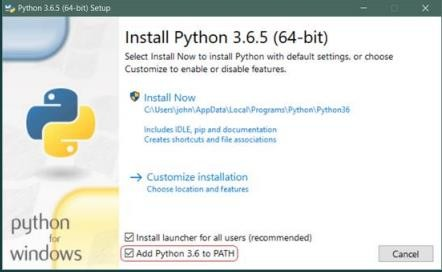 Python 3.6.5 (64-bit) Setup
Install Python 3.6.5 (64-bit)
Select Install Now to install Python with default settings, or choose
Customize to enable or disable features.
Install Now
C:\Users\john\AppData\Local\Programs\Python\Python36
Includes IDLE, pip and documentation
Creates shortcuts and file associations
Customize installation
Choose location and features
python
for
windows
Install launcher for all users (recommended)
Add Python 3.6 to PATH
Cancel